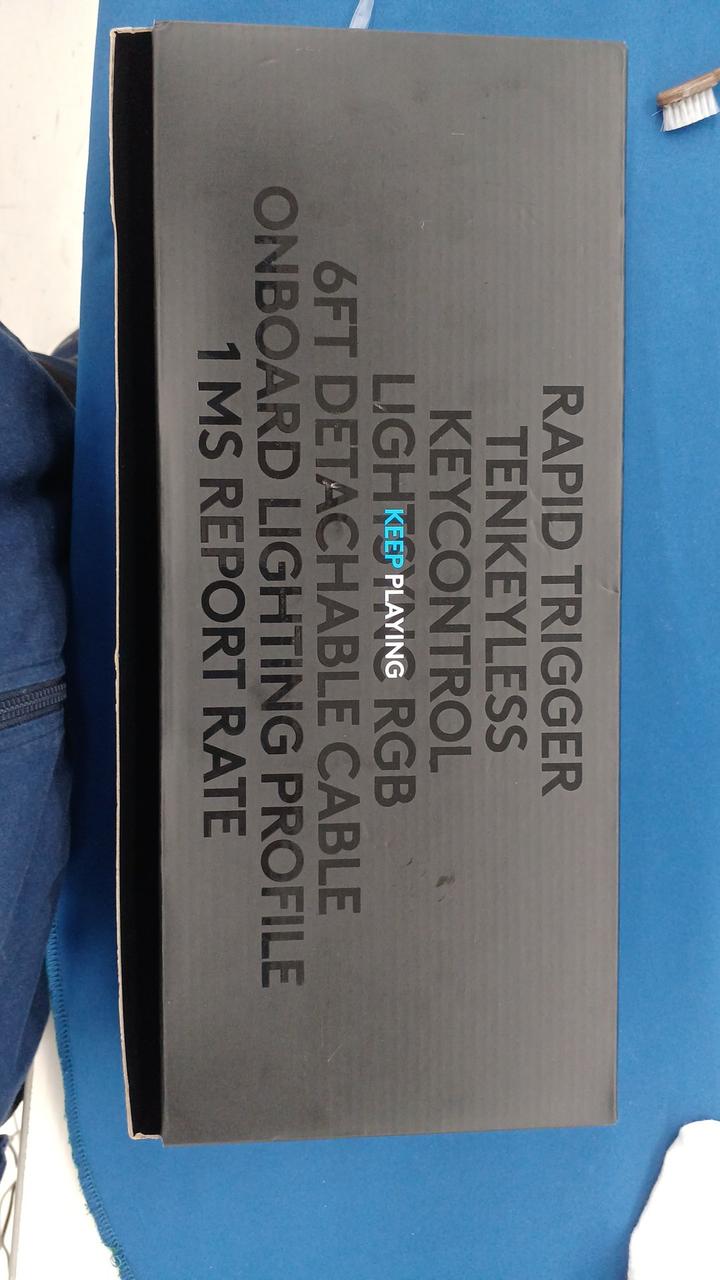 RAPID TRIGGER
TENKEYLESS
KEYCONTROL
LIGHTSYNC RGB
KEEP PLAYING
6FT DETACHABLE CABLE
ONBOARD LIGHTING PROFILE
1 MS REPORT RATE